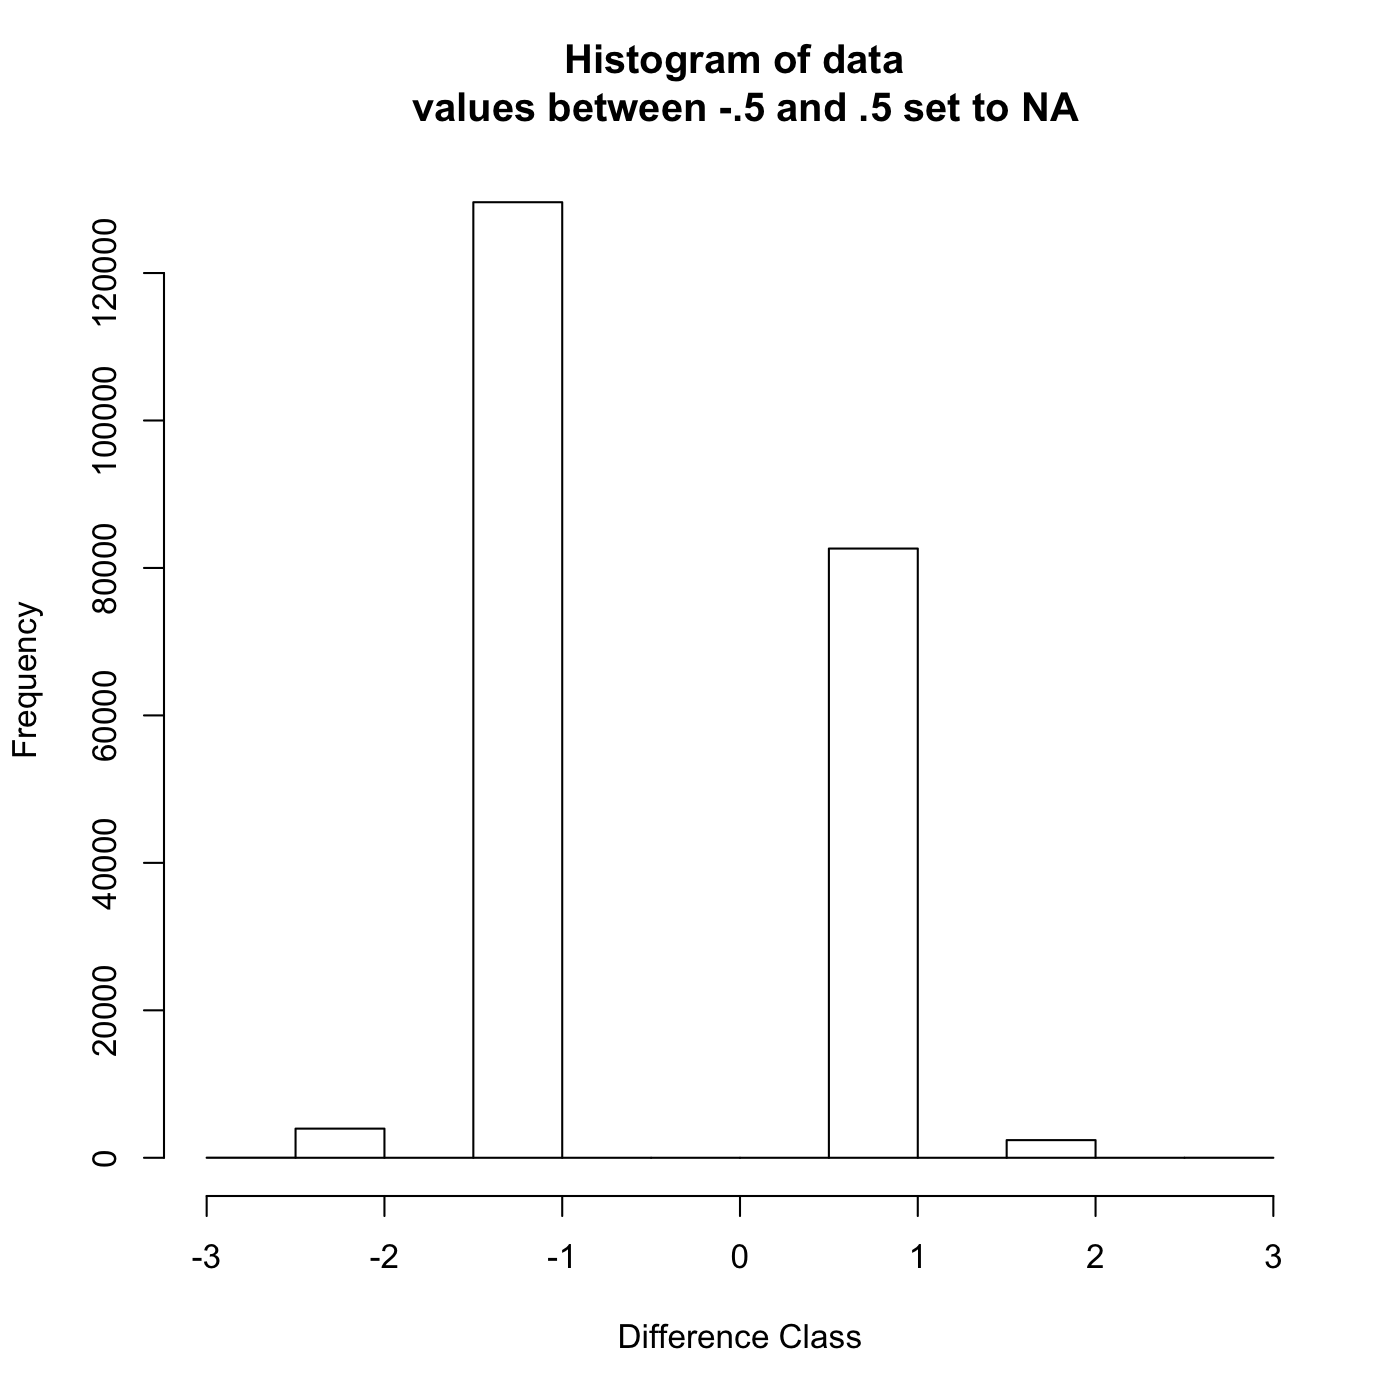 Histogram of data
values between -.5 and .5 set to NA
Frequency
120000
100000
80000
60000
40000
20000
0
-3 -2 -1 0 1 2 3
Difference Class